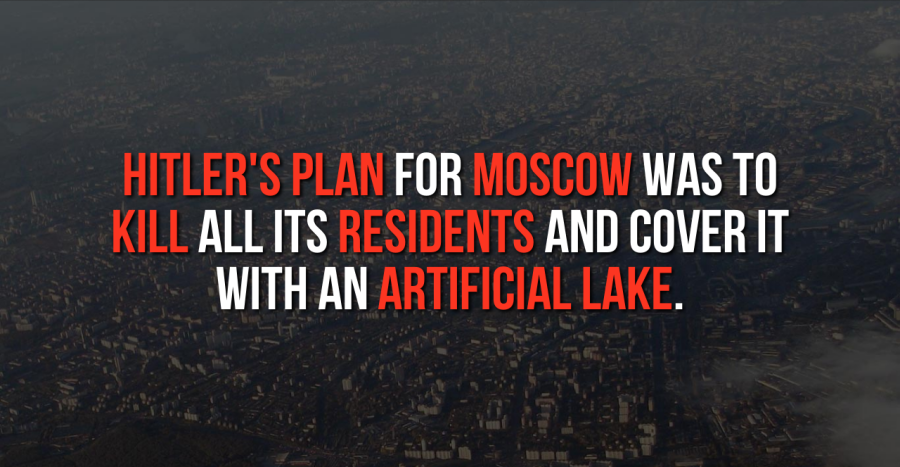 HITLER'S PLAN FOR MOSCOW WAS TO
KILL ALL ITS RESIDENTS AND COVER IT
WITH AN ARTIFICIAL LAKE.